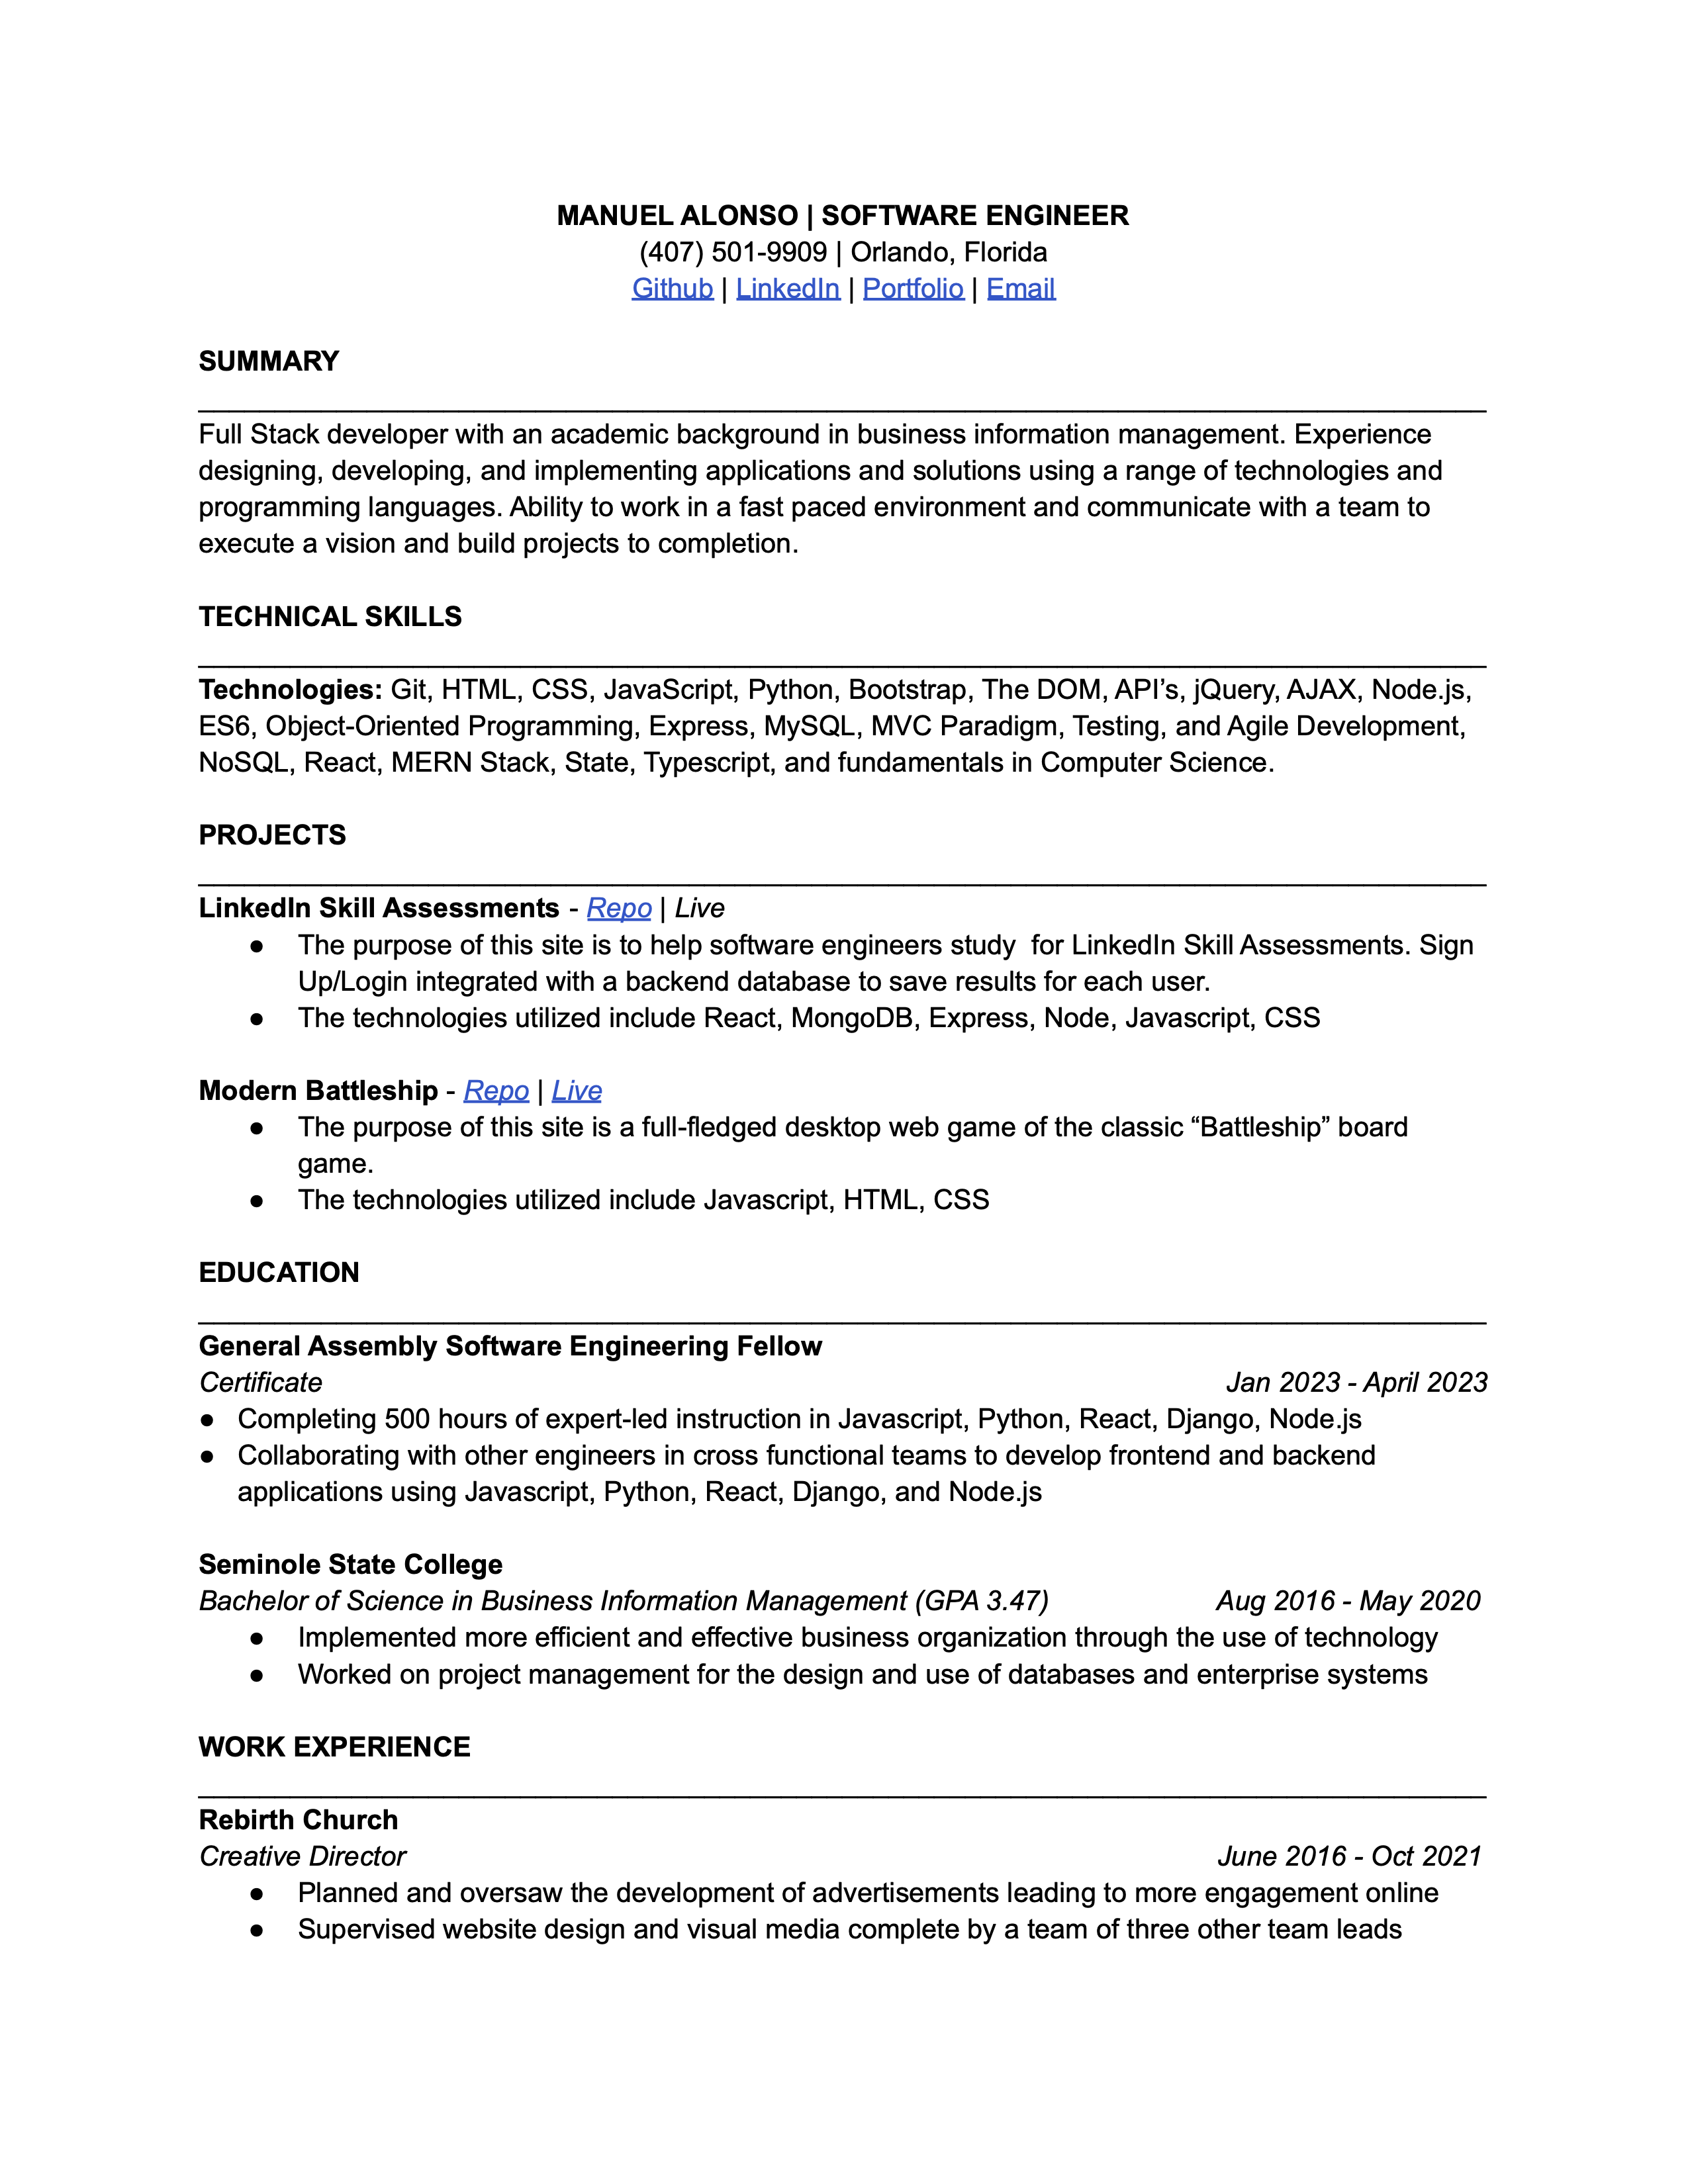 MANUEL ALONSO | SOFTWARE ENGINEER
(407) 501-9909 | Orlando, Florida
Github | LinkedIn | Portfolio | Email
SUMMARY
Full Stack developer with an academic background in business information management. Experience
designing, developing, and implementing applications and solutions using a range of technologies and
programming languages. Ability to work in a fast paced environment and communicate with a team to
execute a vision and build projects to completion.
TECHNICAL SKILLS
Technologies: Git, HTML, CSS, JavaScript, Python, Bootstrap, The DOM, API’s, jQuery, AJAX, Node.js,
ES6, Object-Oriented Programming, Express, MySQL, MVC Paradigm, Testing, and Agile Development,
NoSQL, React, MERN Stack, State, Typescript, and fundamentals in Computer Science.
PROJECTS
LinkedIn Skill Assessments - Repo | Live
● The purpose of this site is to help software engineers study  for LinkedIn Skill Assessments. Sign
Up/Login integrated with a backend database to save results for each user.
● The technologies utilized include React, MongoDB, Express, Node, Javascript, CSS
Modern Battleship - Repo | Live
● The purpose of this site is a full-fledged desktop web game of the classic “Battleship” board
game.
● The technologies utilized include Javascript, HTML, CSS
EDUCATION
General Assembly Software Engineering Fellow
Certificate Jan 2023 - April 2023
● Completing 500 hours of expert-led instruction in Javascript, Python, React, Django, Node.js
● Collaborating with other engineers in cross functional teams to develop frontend and backend
applications using Javascript, Python, React, Django, and Node.js
Seminole State College
Bachelor of Science in Business Information Management (GPA 3.47) Aug 2016 - May 2020
● Implemented more efficient and effective business organization through the use of technology
● Worked on project management for the design and use of databases and enterprise systems
WORK EXPERIENCE
Rebirth Church
Creative Director June 2016 - Oct 2021
● Planned and oversaw the development of advertisements leading to more engagement online
● Supervised website design and visual media complete by a team of three other team leads